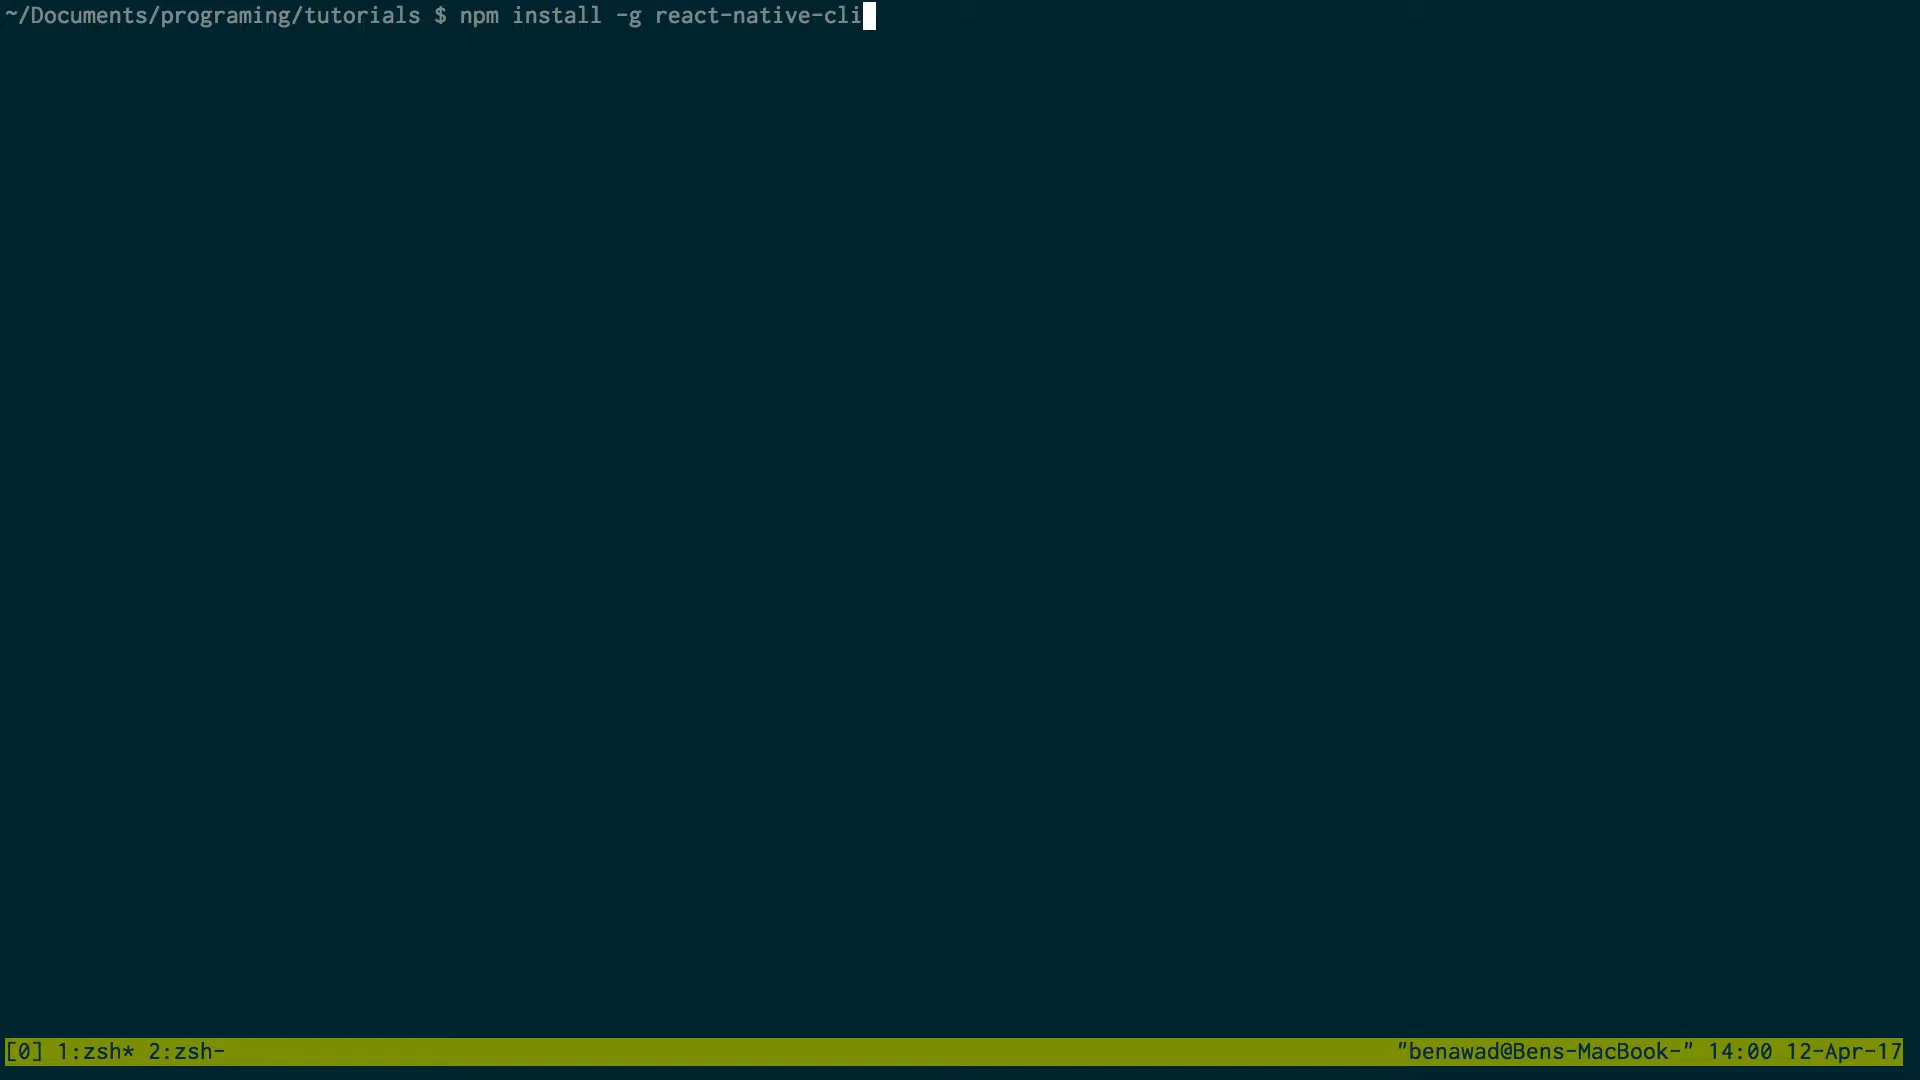 ~/Documents/programing/tutorials $ npm install -g react-native-cli
[0] 1:zsh* 2:zsh- "benawad@Bens-MacBook-" 14:00 12-Apr-17